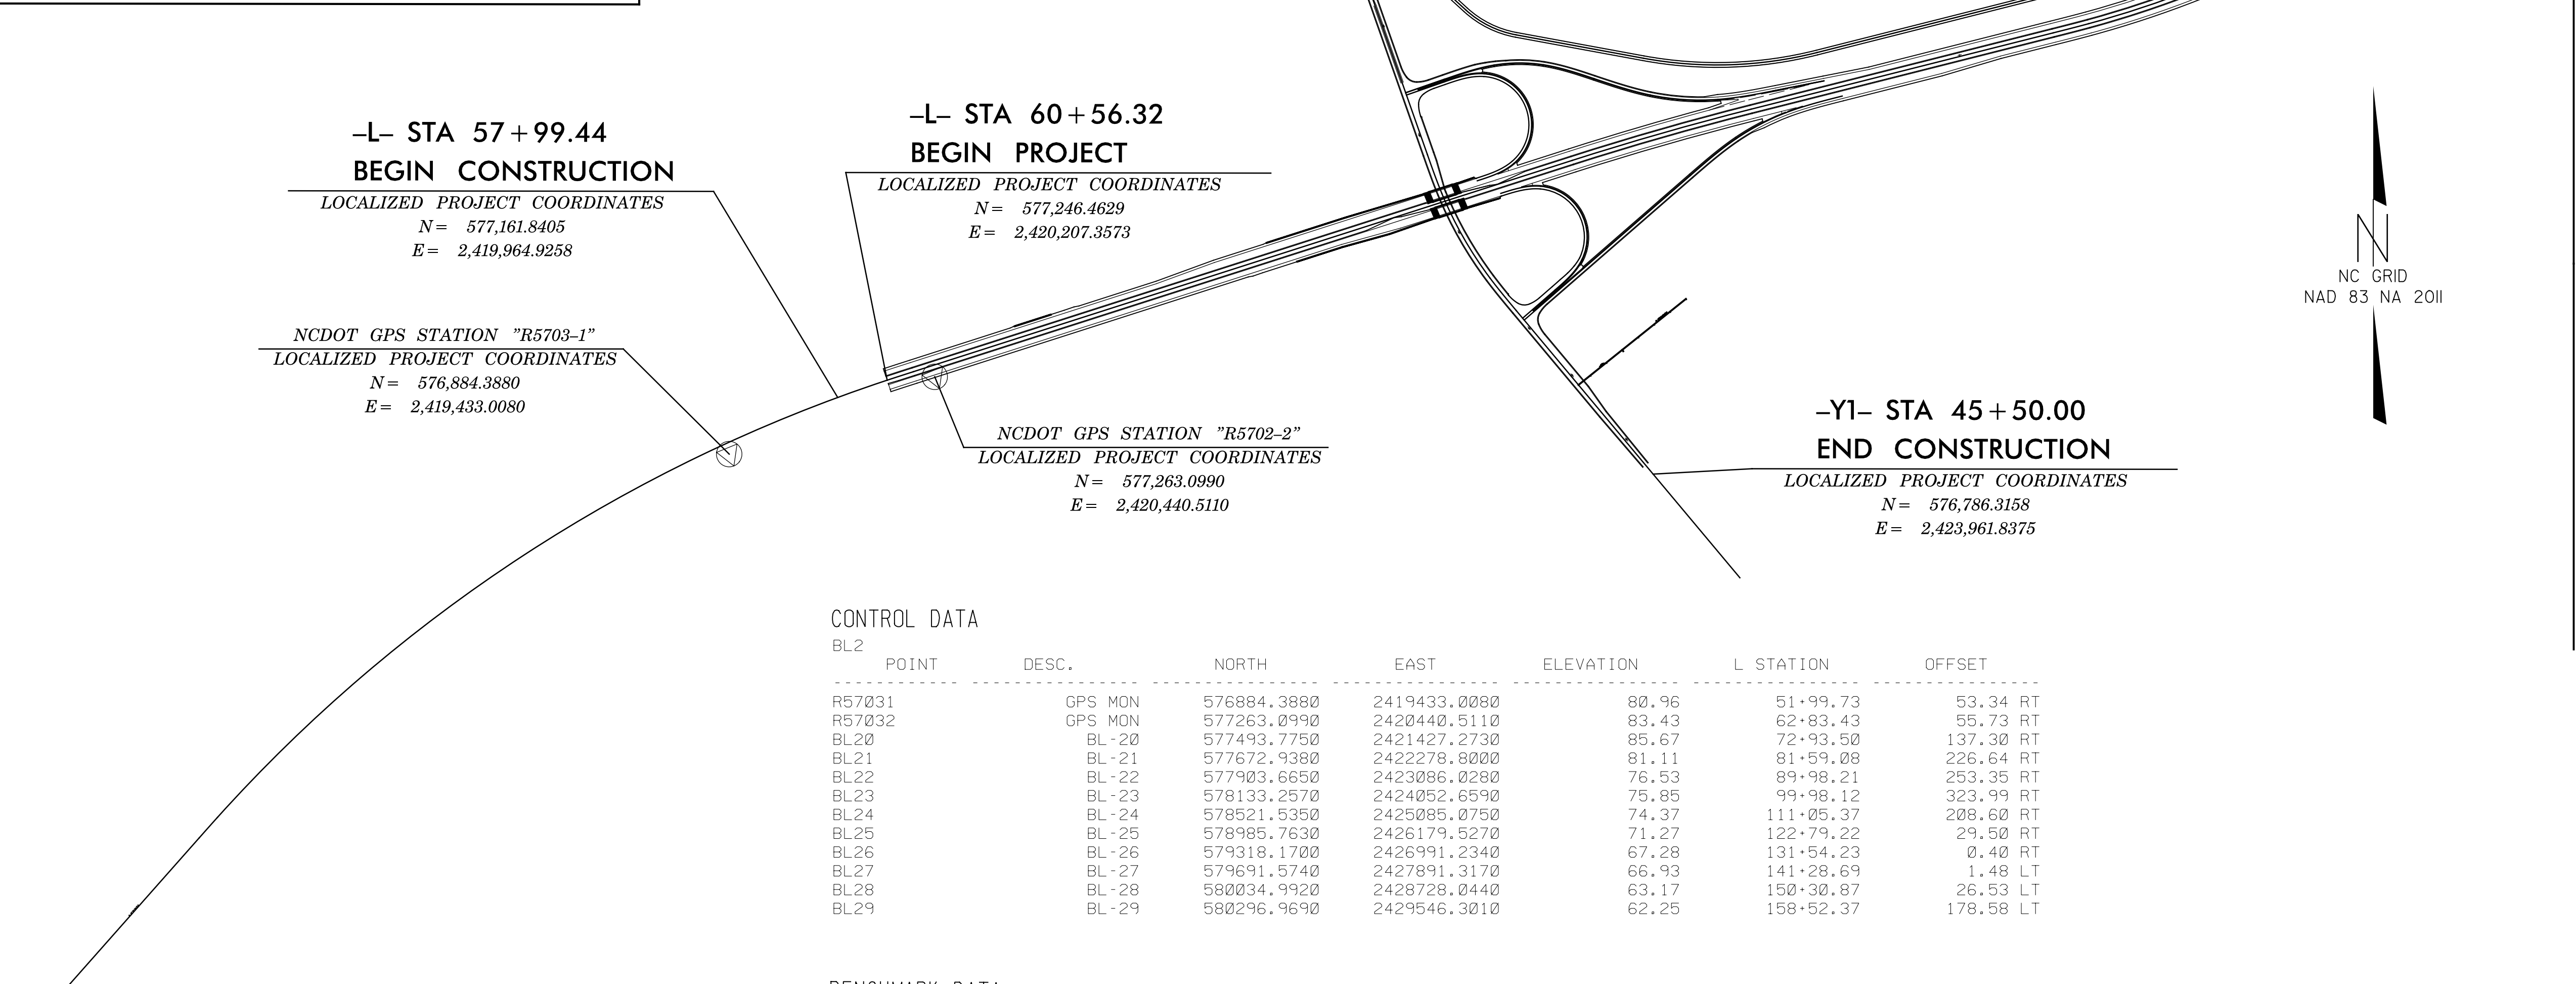 –L– STA 57+99.44
BEGIN CONSTRUCTION
LOCALIZED PROJECT COORDINATES
N= 577,161.8405
E= 2,419,964.9258
–L– STA 60+56.32
BEGIN PROJECT
LOCALIZED PROJECT COORDINATES
N= 577,246.4629
E= 2,420,207.3573
N
NC GRID
NAD 83 NA 2011
NCDOT GPS STATION "R5703–1"
LOCALIZED PROJECT COORDINATES
N= 576,884.3880
E= 2,419,433.0080
NCDOT GPS STATION "R5702–2"
LOCALIZED PROJECT COORDINATES
N= 577,263.0990
E= 2,420,440.5110
–Y1– STA 45+50.00
END CONSTRUCTION
LOCALIZED PROJECT COORDINATES
N= 576,786.3158
E= 2,423,961.8375
CONTROL DATA
BL2
POINT DESC. NORTH EAST ELEVATION L STATION OFFSET
R57031 GPS MON 576884.3880 2419433.0080 80.96 51+99.73 53.34 RT
R57032 GPS MON 577263.0990 2420440.5110 83.43 62+83.43 55.73 RT
BL20 BL-20 577493.7750 2421427.2730 85.67 72+93.50 137.30 RT
BL21 BL-21 577672.9380 2422278.8000 81.11 81+59.08 226.64 RT
BL22 BL-22 577903.6650 2423086.0280 76.53 89+98.21 253.35 RT
BL23 BL-23 578133.2570 2424052.6590 75.85 99+98.12 323.99 RT
BL24 BL-24 578521.5350 2425085.0750 74.37 111+05.37 208.60 RT
BL25 BL-25 578985.7630 2426179.5270 71.27 122+79.22 29.50 RT
BL26 BL-26 579318.1700 2426991.2340 67.28 131+54.23 0.40 RT
BL27 BL-27 579691.5740 2427891.3170 66.93 141+28.69 1.48 LT
BL28 BL-28 580034.9920 2428728.0440 63.17 150+30.87 26.53 LT
BL29 BL-29 580296.9690 2429546.3010 62.25 158+52.37 178.58 LT
BENCHMARK DATA